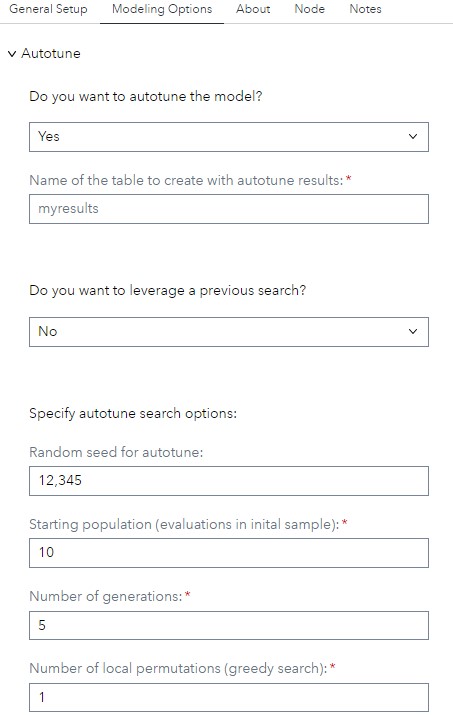 General Setup Modeling Options About Node Notes
Autotune
Do you want to autotune the model?
Yes
Name of the table to create with autotune results:*
myresults
Do you want to leverage a previous search?
No
Specify autotune search options:
Random seed for autotune:
12,345
Starting population (evaluations in inital sample):*
10
Number of generations:*
5
Number of local permutations (greedy search):*
1